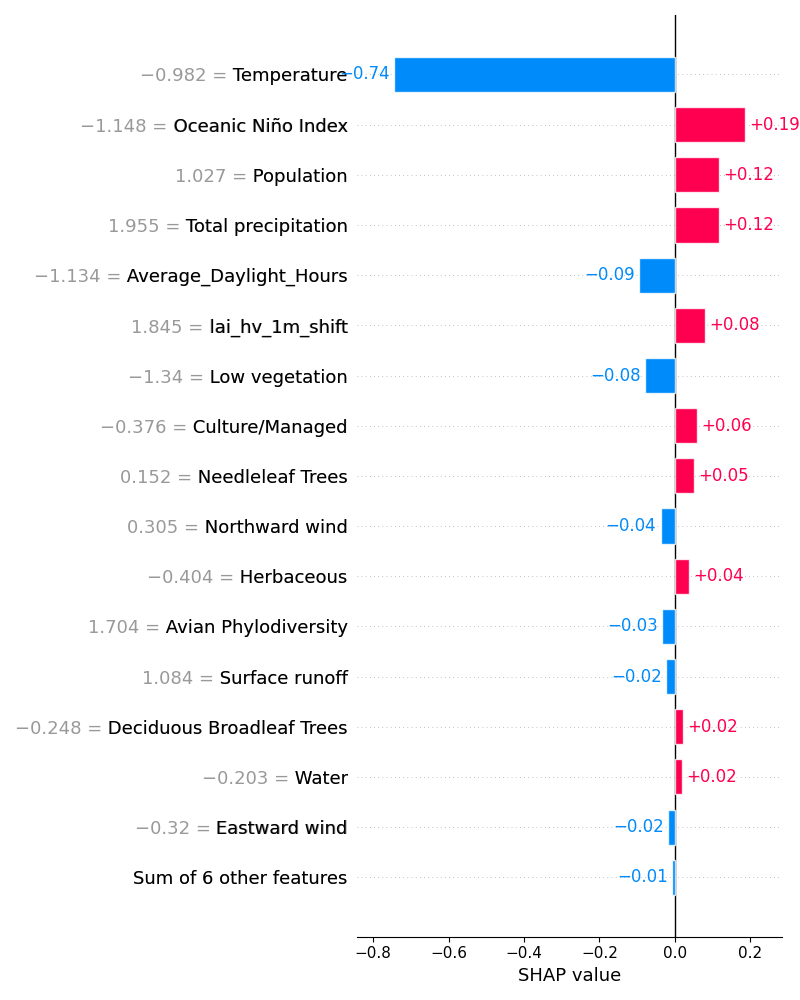 −0.982 = Temperature −0.74
−1.148 = Oceanic Niño Index +0.19
1.027 = Population +0.12
1.955 = Total precipitation +0.12
−1.134 = Average_Daylight_Hours −0.09
1.845 = lai_hv_1m_shift +0.08
−1.34 = Low vegetation −0.08
−0.376 = Culture/Managed +0.06
0.152 = Needleleaf Trees +0.05
0.305 = Northward wind −0.04
−0.404 = Herbaceous +0.04
1.704 = Avian Phylodiversity −0.03
1.084 = Surface runoff −0.02
−0.248 = Deciduous Broadleaf Trees +0.02
−0.203 = Water +0.02
−0.32 = Eastward wind −0.02
Sum of 6 other features −0.01
−0.8 −0.6 −0.4 −0.2 0.0 0.2
SHAP value